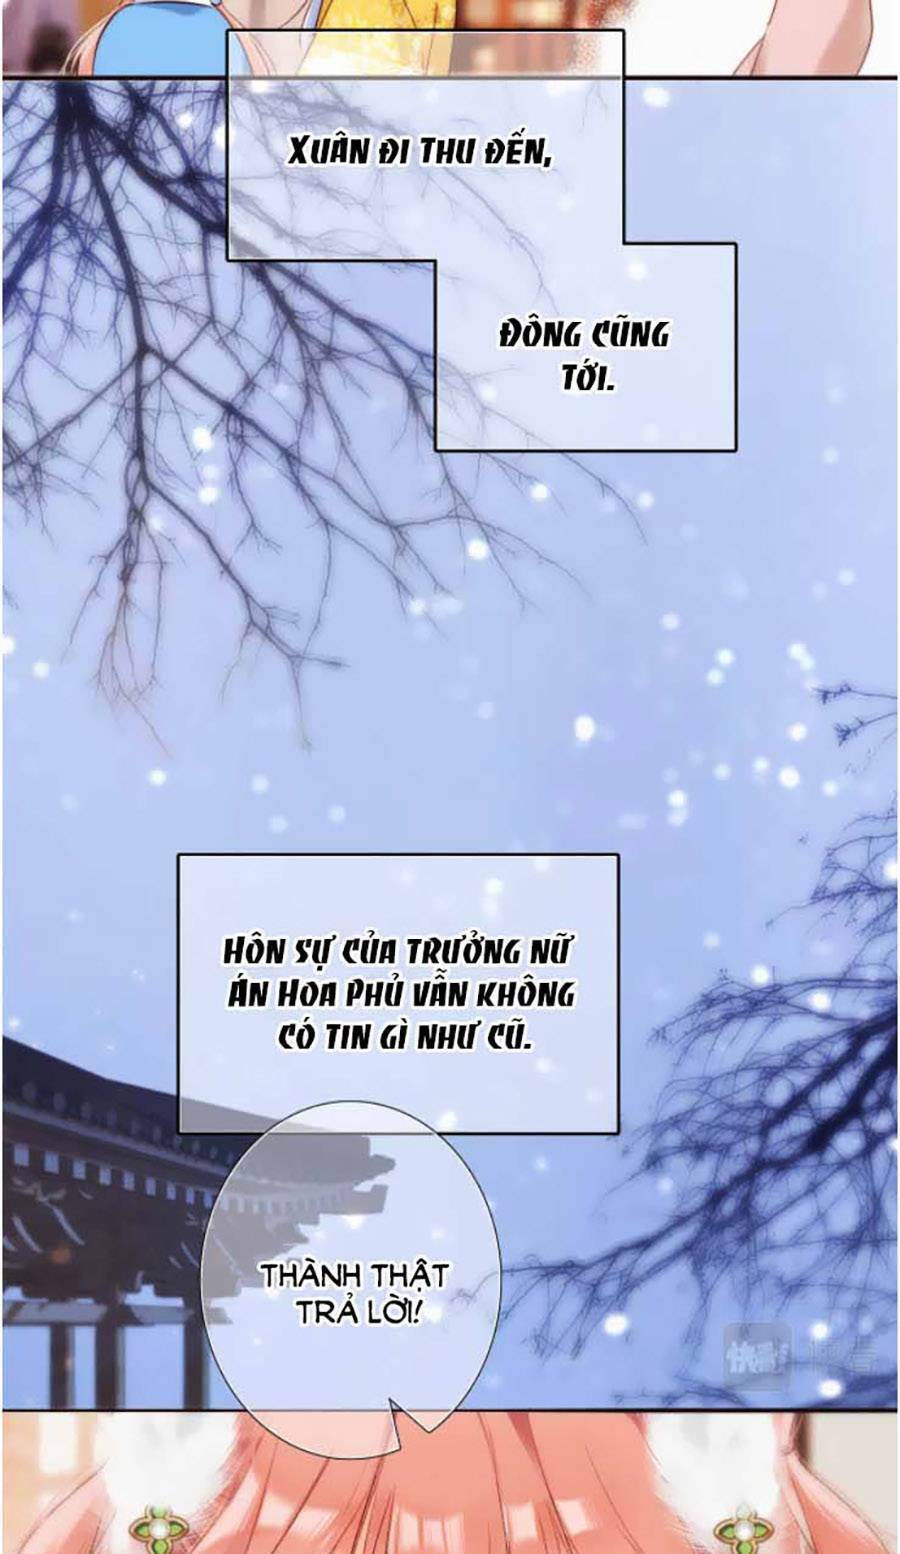 XUÂN ĐI THU ĐẾN,
ĐÔNG CŨNG
TỚI.
HÔN SỰ CỦA TRƯỞNG NỮ
ÁN HOA PHỦ VẪN KHÔNG
CÓ TIN GÌ NHƯ CŨ.
THÀNH THẬT
TRẢ LỜI!